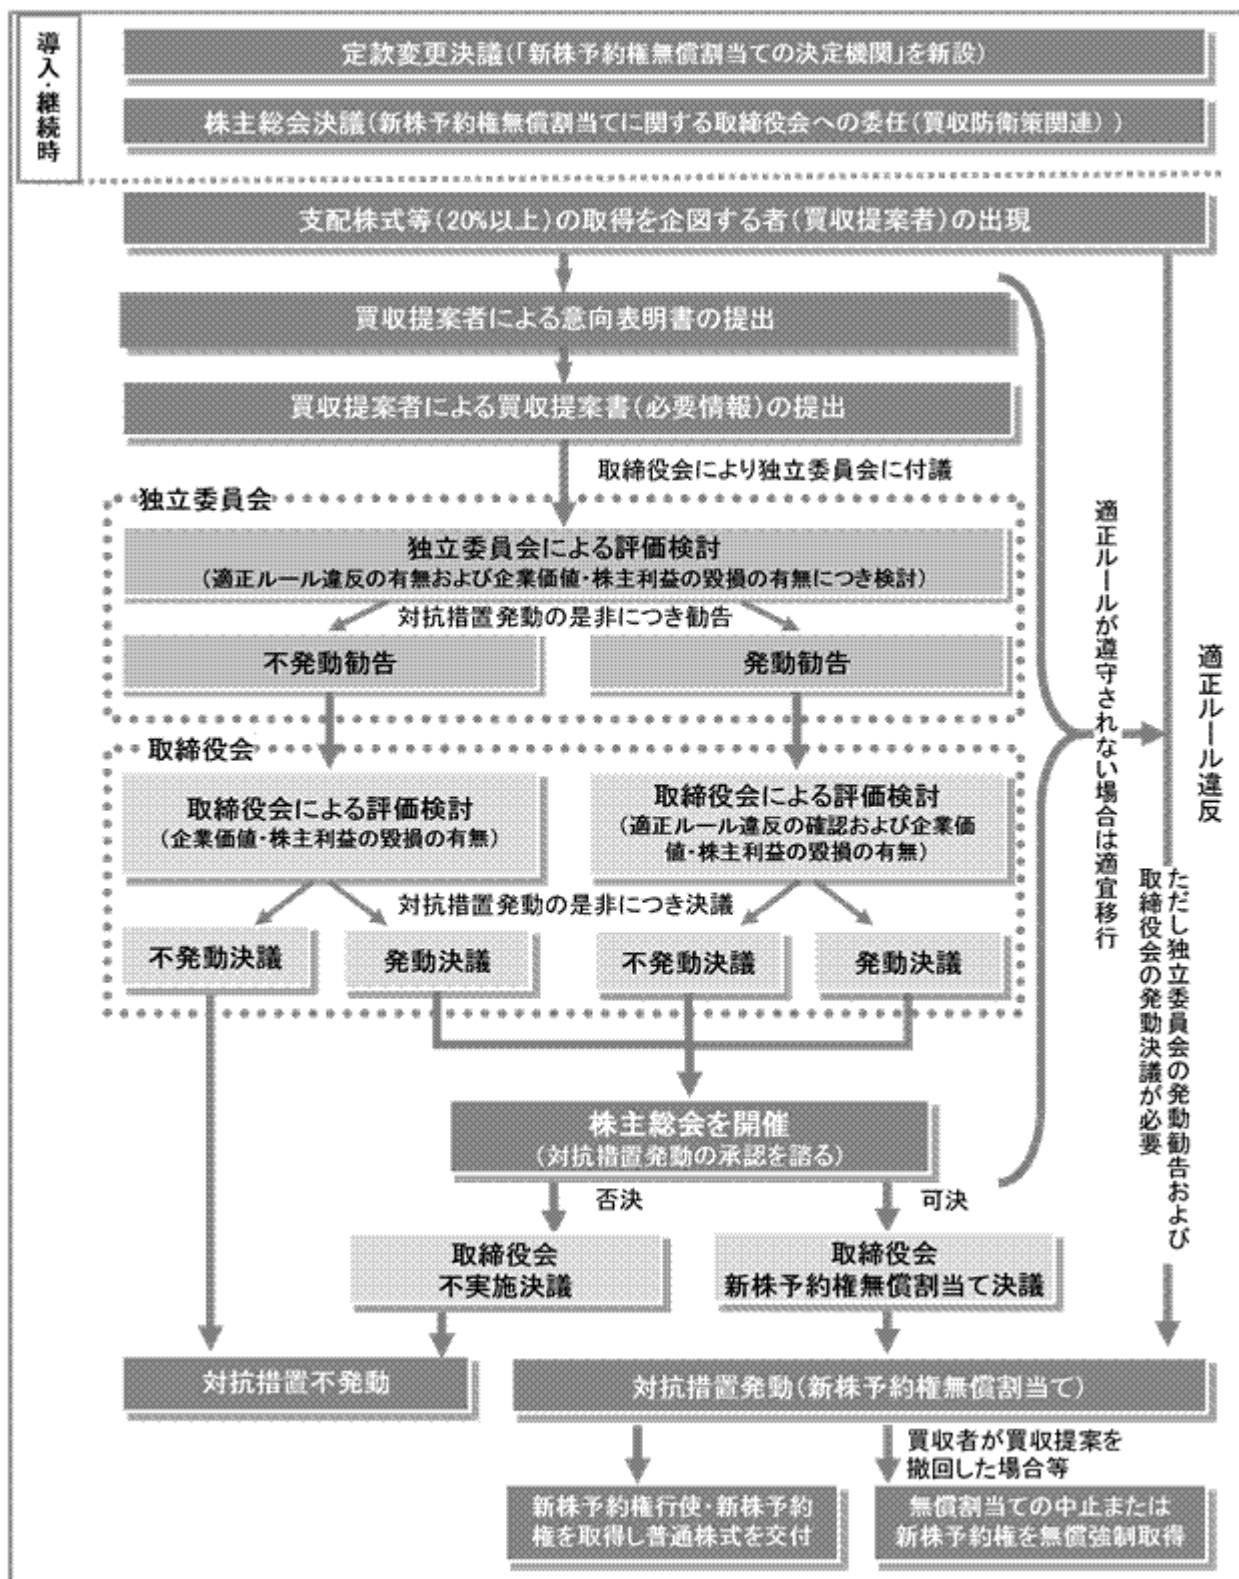 導入・継続時
定款変更決議(「新株予約権無償割当ての決定機関」を新設)
株主総会決議(新株予約権無償割当てに関する取締役会への委任(買収防衛策関連))
支配株式等(20%以上)の取得を企図する者(買収提案者)の出現
買収提案者による意向表明書の提出
買収提案者による買収提案書(必要情報)の提出
取締役会により独立委員会に付議
独立委員会
独立委員会による評価検討
(適正ルール違反の有無および企業価値・株主利益の毀損の有無につき検討)
対抗措置発動の是非につき勧告
不発動勧告
発動勧告
取締役会
取締役会による評価検討
(企業価値・株主利益の毀損の有無)
取締役会による評価検討
(適正ルール違反の確認および企業価
値・株主利益の毀損の有無)
対抗措置発動の是非につき決議
不発動決議
発動決議
不発動決議
発動決議
株主総会を開催
(対抗措置発動の承認を諮る)
否決
可決
取締役会
不実施決議
取締役会
新株予約権無償割当て決議
適正ルールが遵守されない場合は適宜移行
適正ルール違反
ただし独立委員会の発動勧告および
取締役会の発動決議が必要
対抗措置不発動
対抗措置発動(新株予約権無償割当て)
買収者が買収提案を
撤回した場合等
新株予約権行使・新株予約
権を取得し普通株式を交付
無償割当ての中止または
新株予約権を無償強制取得